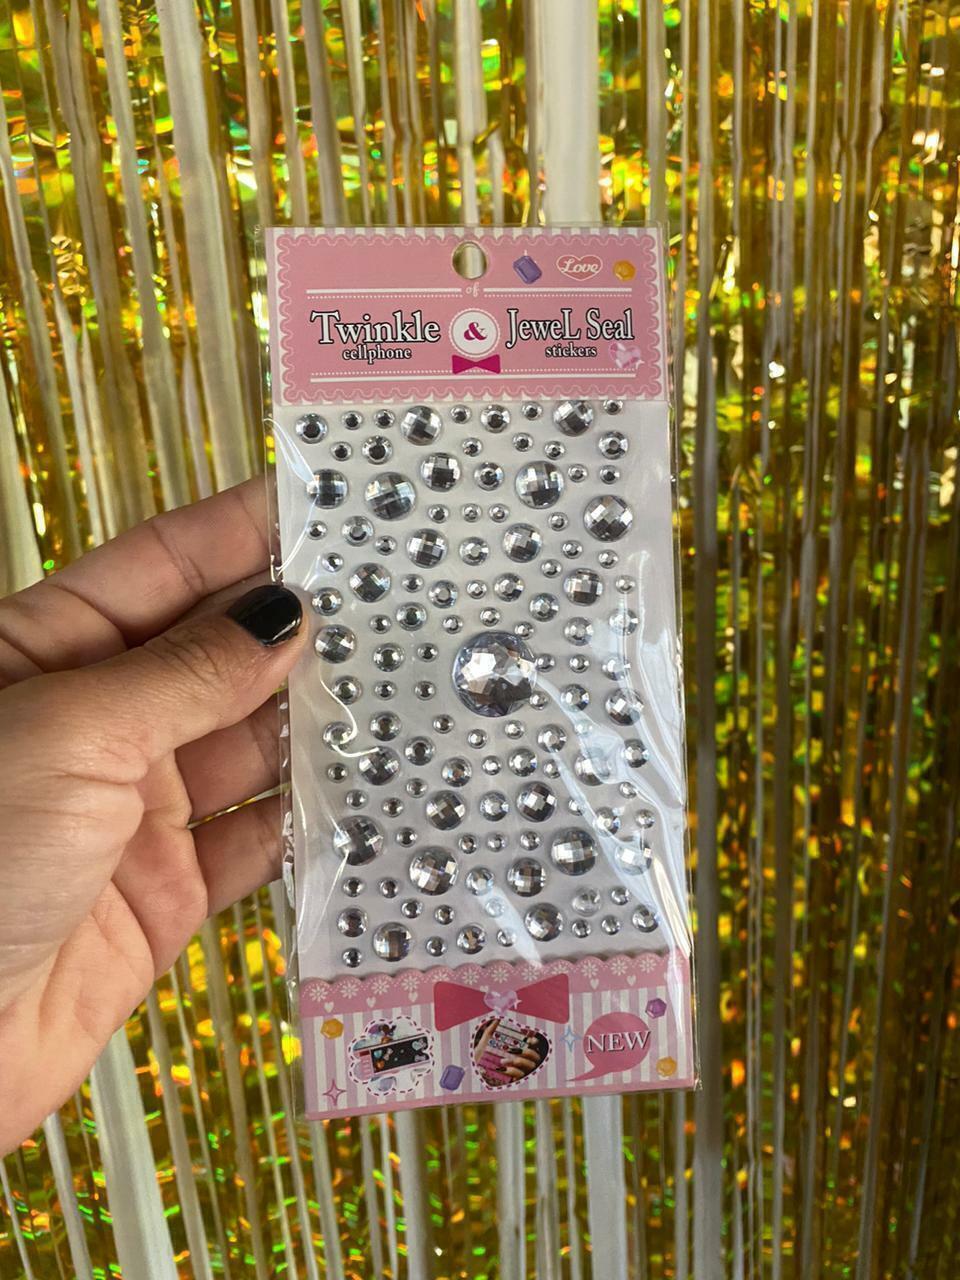 Love
of
Twinkle & JeweL Seal
cellphone stickers
NEW